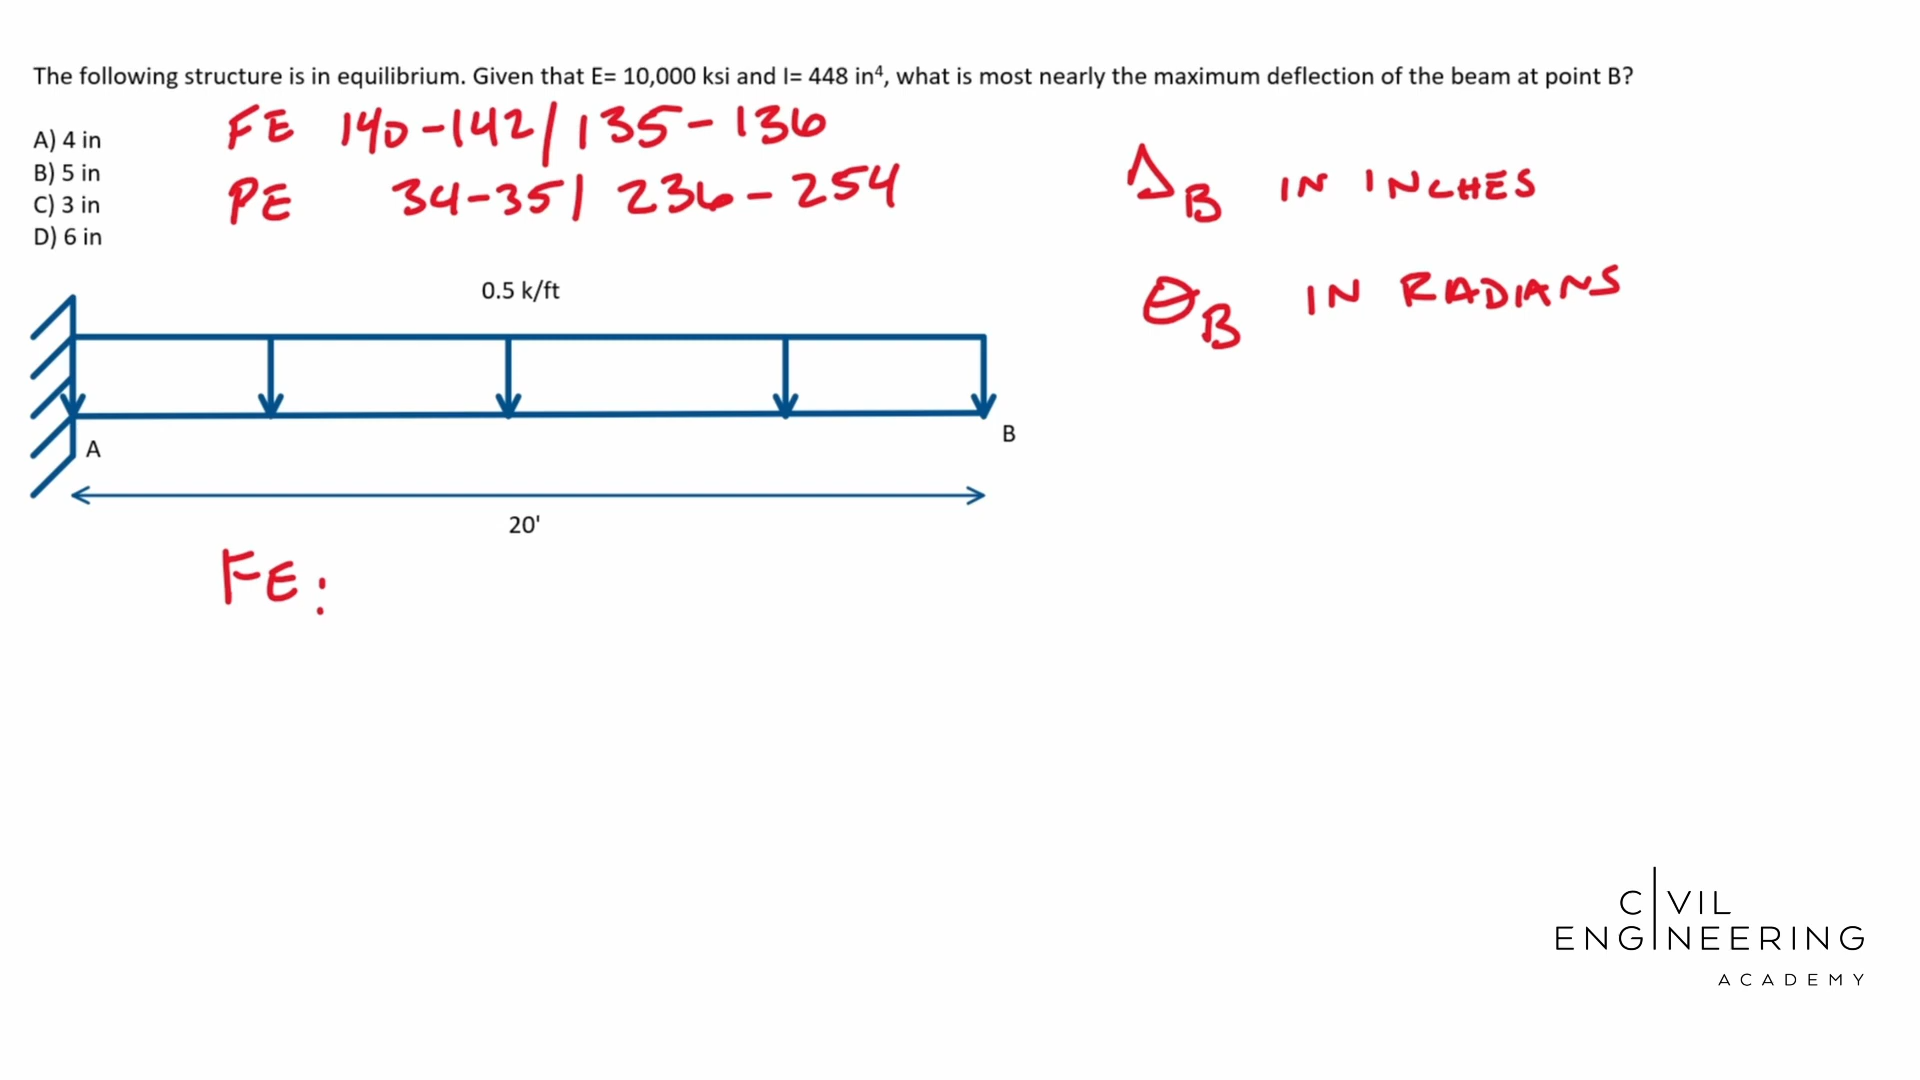 The following structure is in equilibrium. Given that E= 10,000 ksi and I= 448 in⁴, what is most nearly the maximum deflection of the beam at point B?
FE 140-142/135-136
A) 4 in
B) 5 in
PE 34-35/236-254
C) 3 in
D) 6 in
ΔB IN INCHES
θB IN RADIANS
0.5 k/ft
A
B
20'
FE:
CIVIL
ENGINEERING
ACADEMY